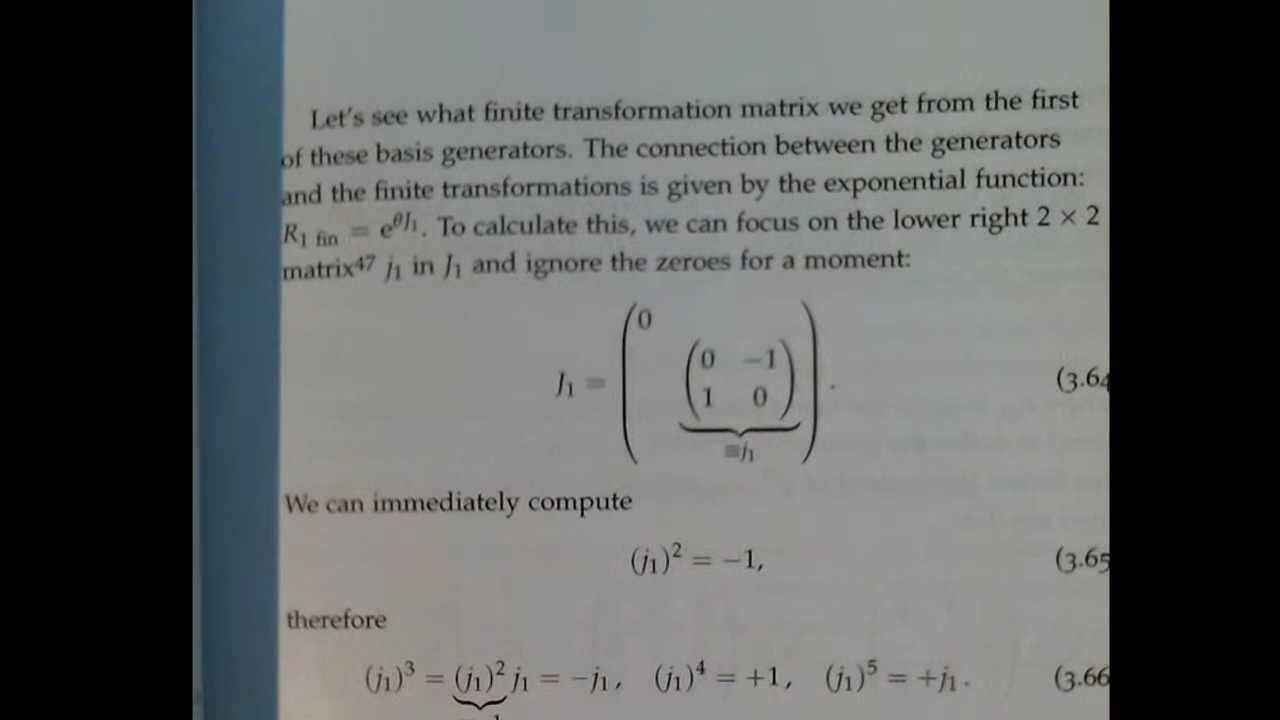 Let's see what finite transformation matrix we get from the first
of these basis generators. The connection between the generators
and the finite transformations is given by the exponential function:
R₁ fin = e^{θJ₁}. To calculate this, we can focus on the lower right 2 × 2
matrix⁴⁷ j₁ in J₁ and ignore the zeroes for a moment:
J₁ = ( 0 ( 0 −1
1 0 ) ) . (3.64
≡j₁
We can immediately compute
(j₁)² = −1, (3.65
therefore
(j₁)³ = (j₁)² j₁ = −j₁, (j₁)⁴ = +1, (j₁)⁵ = +j₁. (3.66